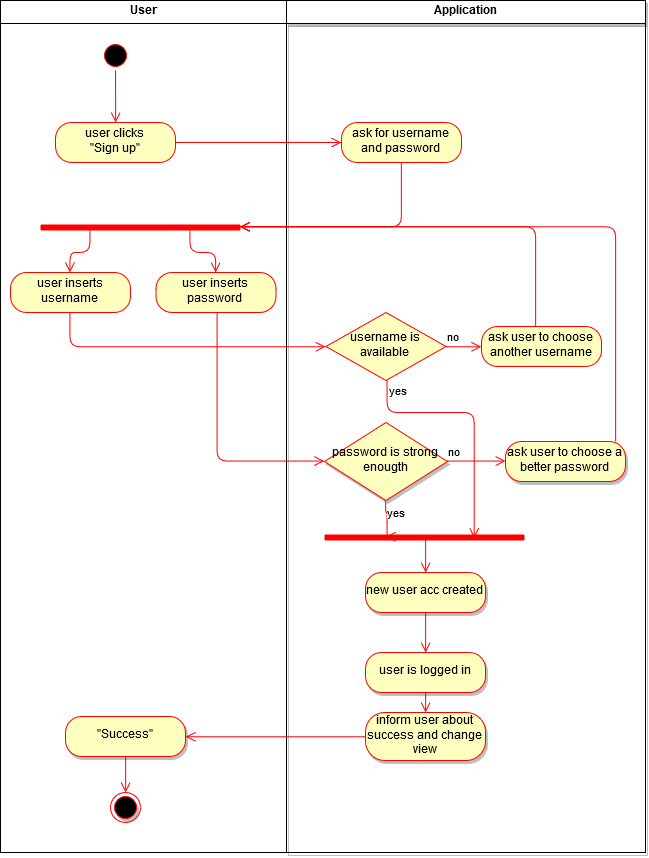 User
Application
user clicks
"Sign up"
ask for username
and password
user inserts
username
user inserts
password
username is
available
no
ask user to choose
another username
yes
password is strong
enougth
no
ask user to choose a
better password
yes
new user acc created
user is logged in
inform user about
success and change
view
"Success"